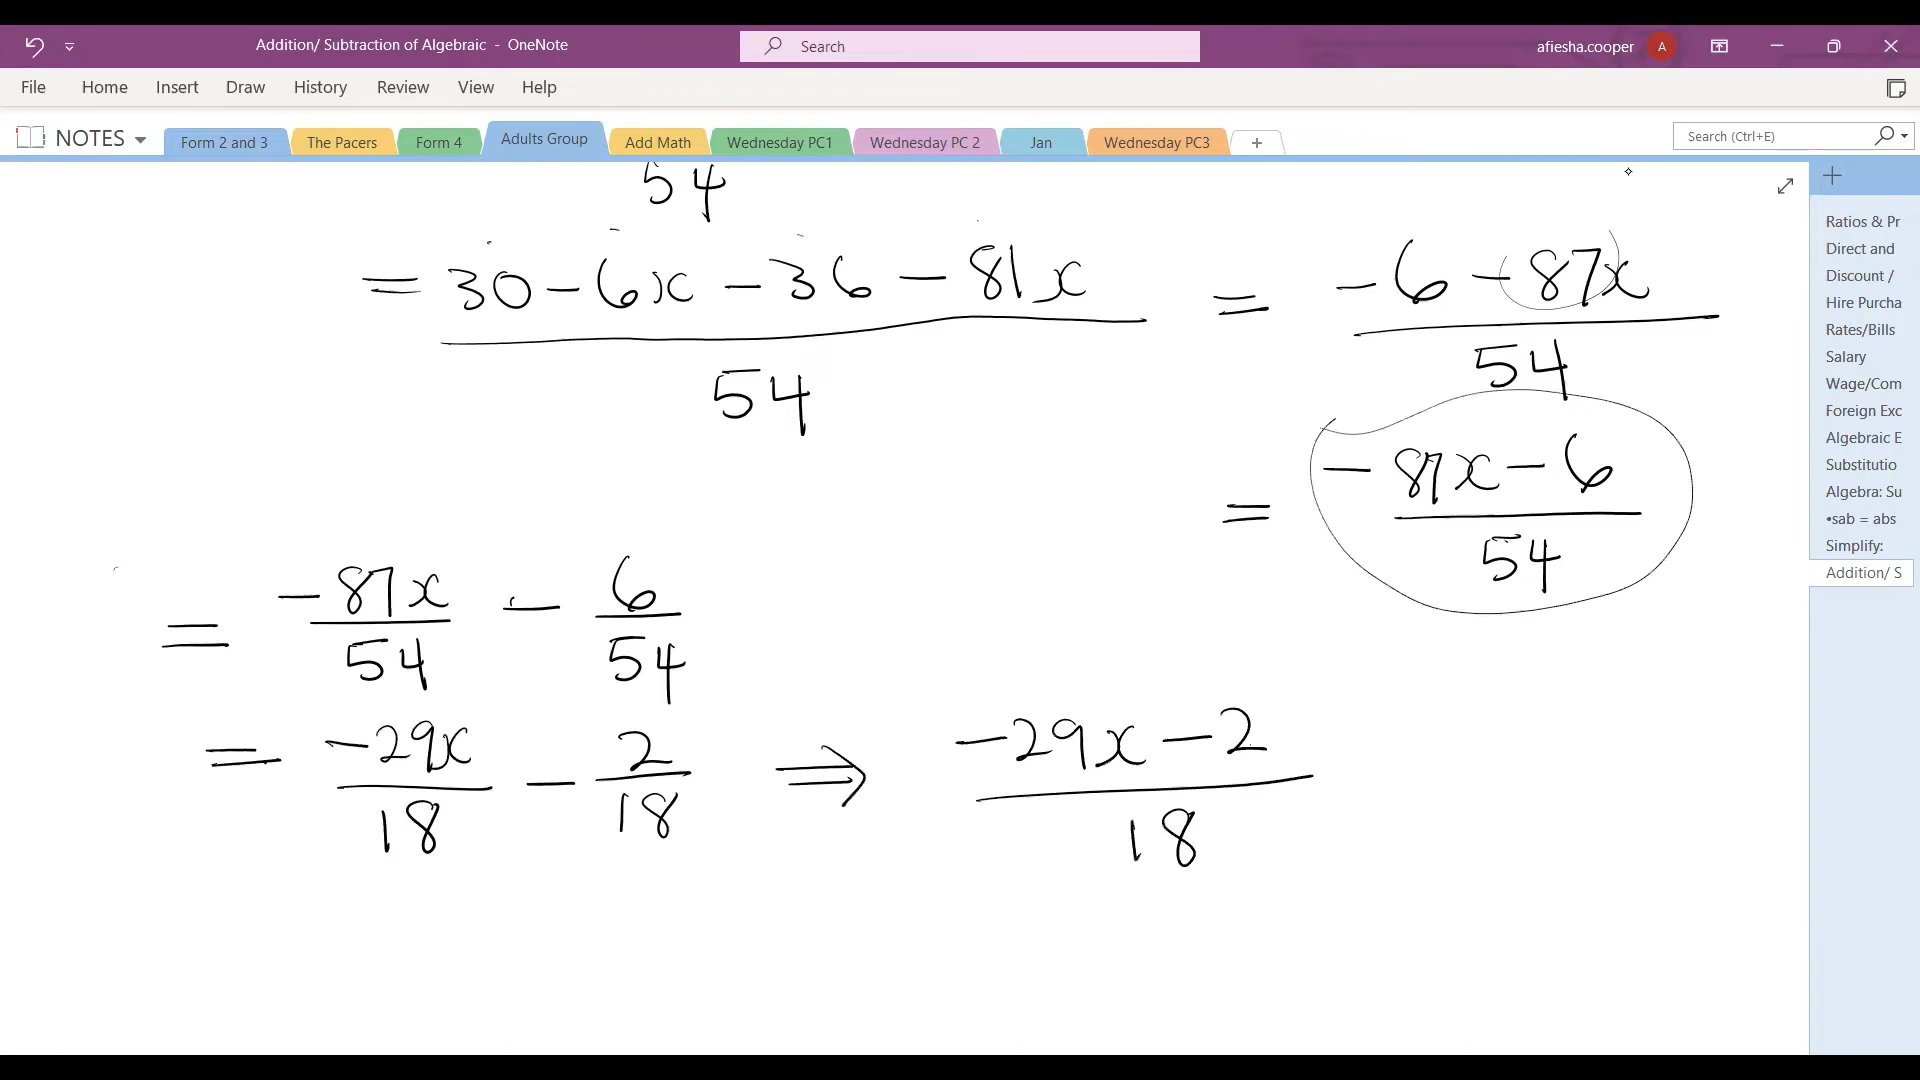 Addition/ Subtraction of Algebraic - OneNote
Search
afiesha.cooper
A
File Home Insert Draw History Review View Help
NOTES
Form 2 and 3
The Pacers
Form 4
Adults Group
Add Math
Wednesday PC1
Wednesday PC 2
Jan
Wednesday PC3
+
Search (Ctrl+E)
+
Ratios & Pr
Direct and
Discount /
Hire Purcha
Rates/Bills
Salary
Wage/Com
Foreign Exc
Algebraic E
Substitutio
Algebra: Su
•sab = abs
Simplify:
Addition/ S
54
= 30 - 6x - 36 - 81x = -6 - 87x
54 54
= -87x - 6
54
= -87x - 6
54 54
= -29x - 2 ⇒ -29x - 2
18 18 18